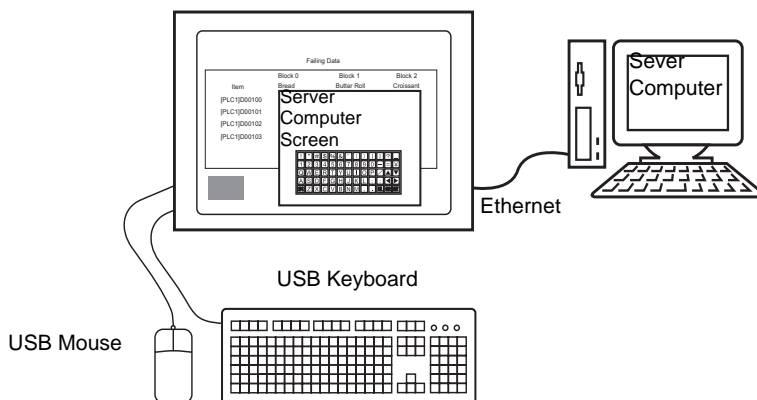 Failing Data
Block 0 Block 1 Block 2
Item Bread Butter Roll Croissant
[PLC1]D00100
[PLC1]D00101
[PLC1]D00102
[PLC1]D00103
Server
Computer
Screen
Sever
Computer
Ethernet
USB Keyboard
USB Mouse